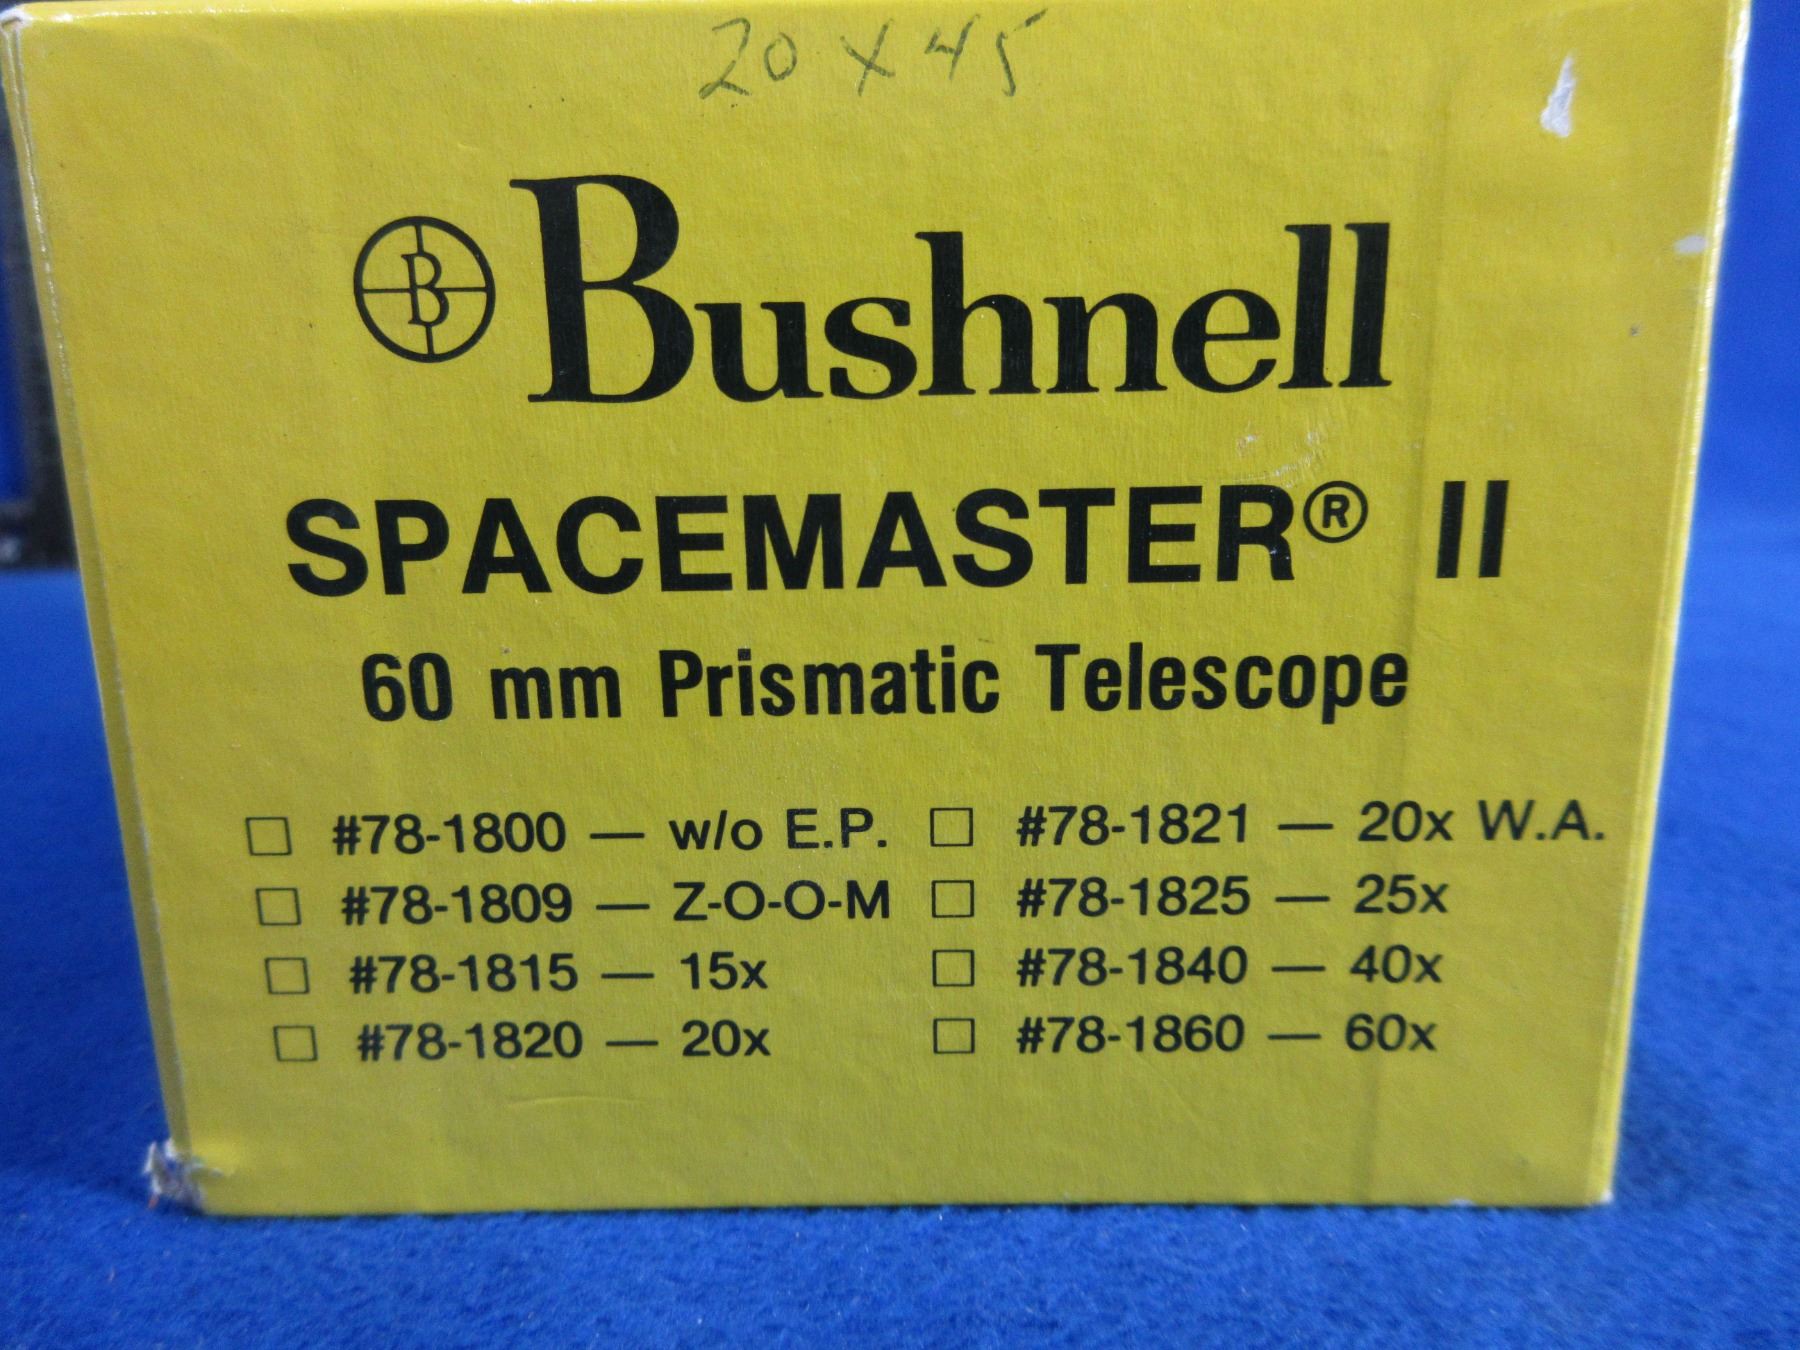 20 x 45
B Bushnell
SPACEMASTER® II
60 mm Prismatic Telescope
☐ #78-1800 — w/o E.P. ☐ #78-1821 — 20x W.A.
☐ #78-1809 — Z-O-O-M ☐ #78-1825 — 25x
☐ #78-1815 — 15x ☐ #78-1840 — 40x
☐ #78-1820 — 20x ☐ #78-1860 — 60x